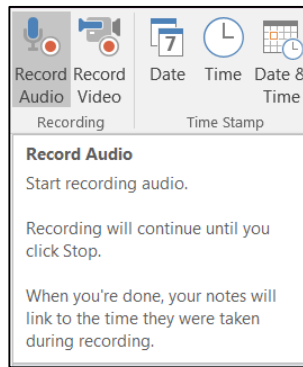 7
Record Record Date Time Date &
Audio Video Time
Recording Time Stamp
Record Audio
Start recording audio.
Recording will continue until you
click Stop.
When you're done, your notes will
link to the time they were taken
during recording.